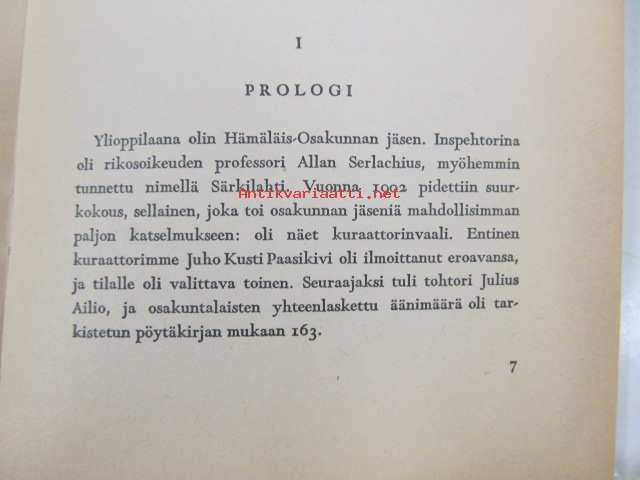 I
PROLOGI
Ylioppilaana olin Hämäläis-Osakunnan jäsen. Inspehtorina
oli rikosoikeuden professori Allan Serlachius, myöhemmin
tunnettu nimellä Särkilahti. Vuonna 1902 pidettiin suur-
Antikvariaatti.net
kokous, sellainen, joka toi osakunnan jäseniä mahdollisimman
paljon katselmukseen: oli näet kuraattorinvaali. Entinen
kuraattorimme Juho Kusti Paasikivi oli ilmoittanut eroavansa,
ja tilalle oli valittava toinen. Seuraajaksi tuli tohtori Julius
Ailio, ja osakuntalaisten yhteenlaskettu äänimäärä oli tar-
kistetun pöytäkirjan mukaan 163.
7